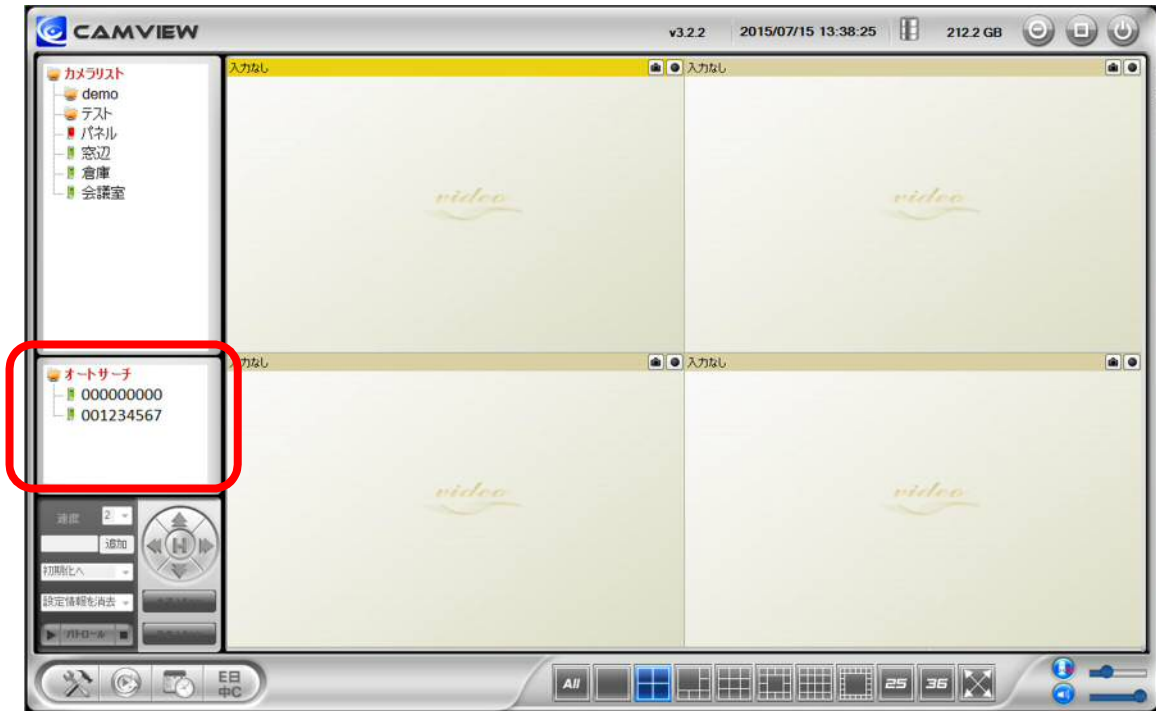 CAMVIEW
v3.2.2 2015/07/15 13:38:25 212.2 GB
カメラリスト
demo
テスト
パネル
窓辺
倉庫
会議室
入力なし
入力なし
video
video
オートサーチ
000000000
001234567
入力なし
入力なし
video
video
速度 2
追加
H
初期化へ
設定情報を消去
パトロール
E日
中C
All
25 36